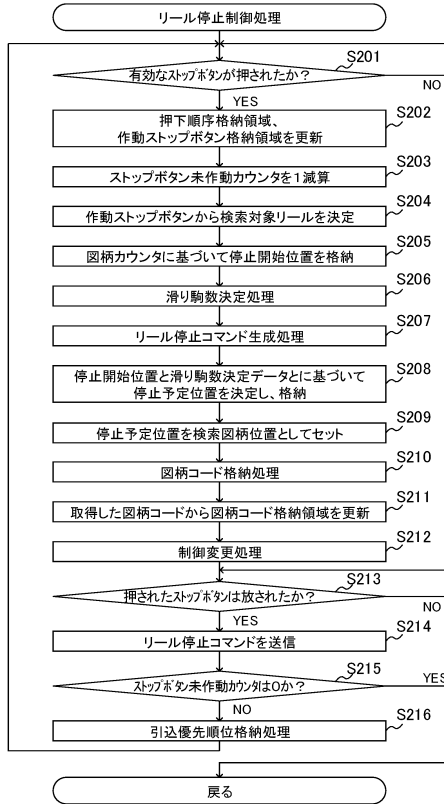 リール停止制御処理
S201
有効なストップボタンが押されたか？
NO
YES
S202
押下順序格納領域、
作動ストップボタン格納領域を更新
S203
ストップボタン未作動カウンタを１減算
S204
作動ストップボタンから検索対象リールを決定
S205
図柄カウンタに基づいて停止開始位置を格納
S206
滑り駒数決定処理
S207
リール停止コマンド生成処理
S208
停止開始位置と滑り駒数決定データとに基づいて
停止予定位置を決定し、格納
S209
停止予定位置を検索図柄位置としてセット
S210
図柄コード格納処理
S211
取得した図柄コードから図柄コード格納領域を更新
S212
制御変更処理
S213
押されたストップボタンは放されたか？
NO
YES
S214
リール停止コマンドを送信
S215
ストップボタン未作動カウンタは０か？
YES
NO
S216
引込優先順位格納処理
戻る